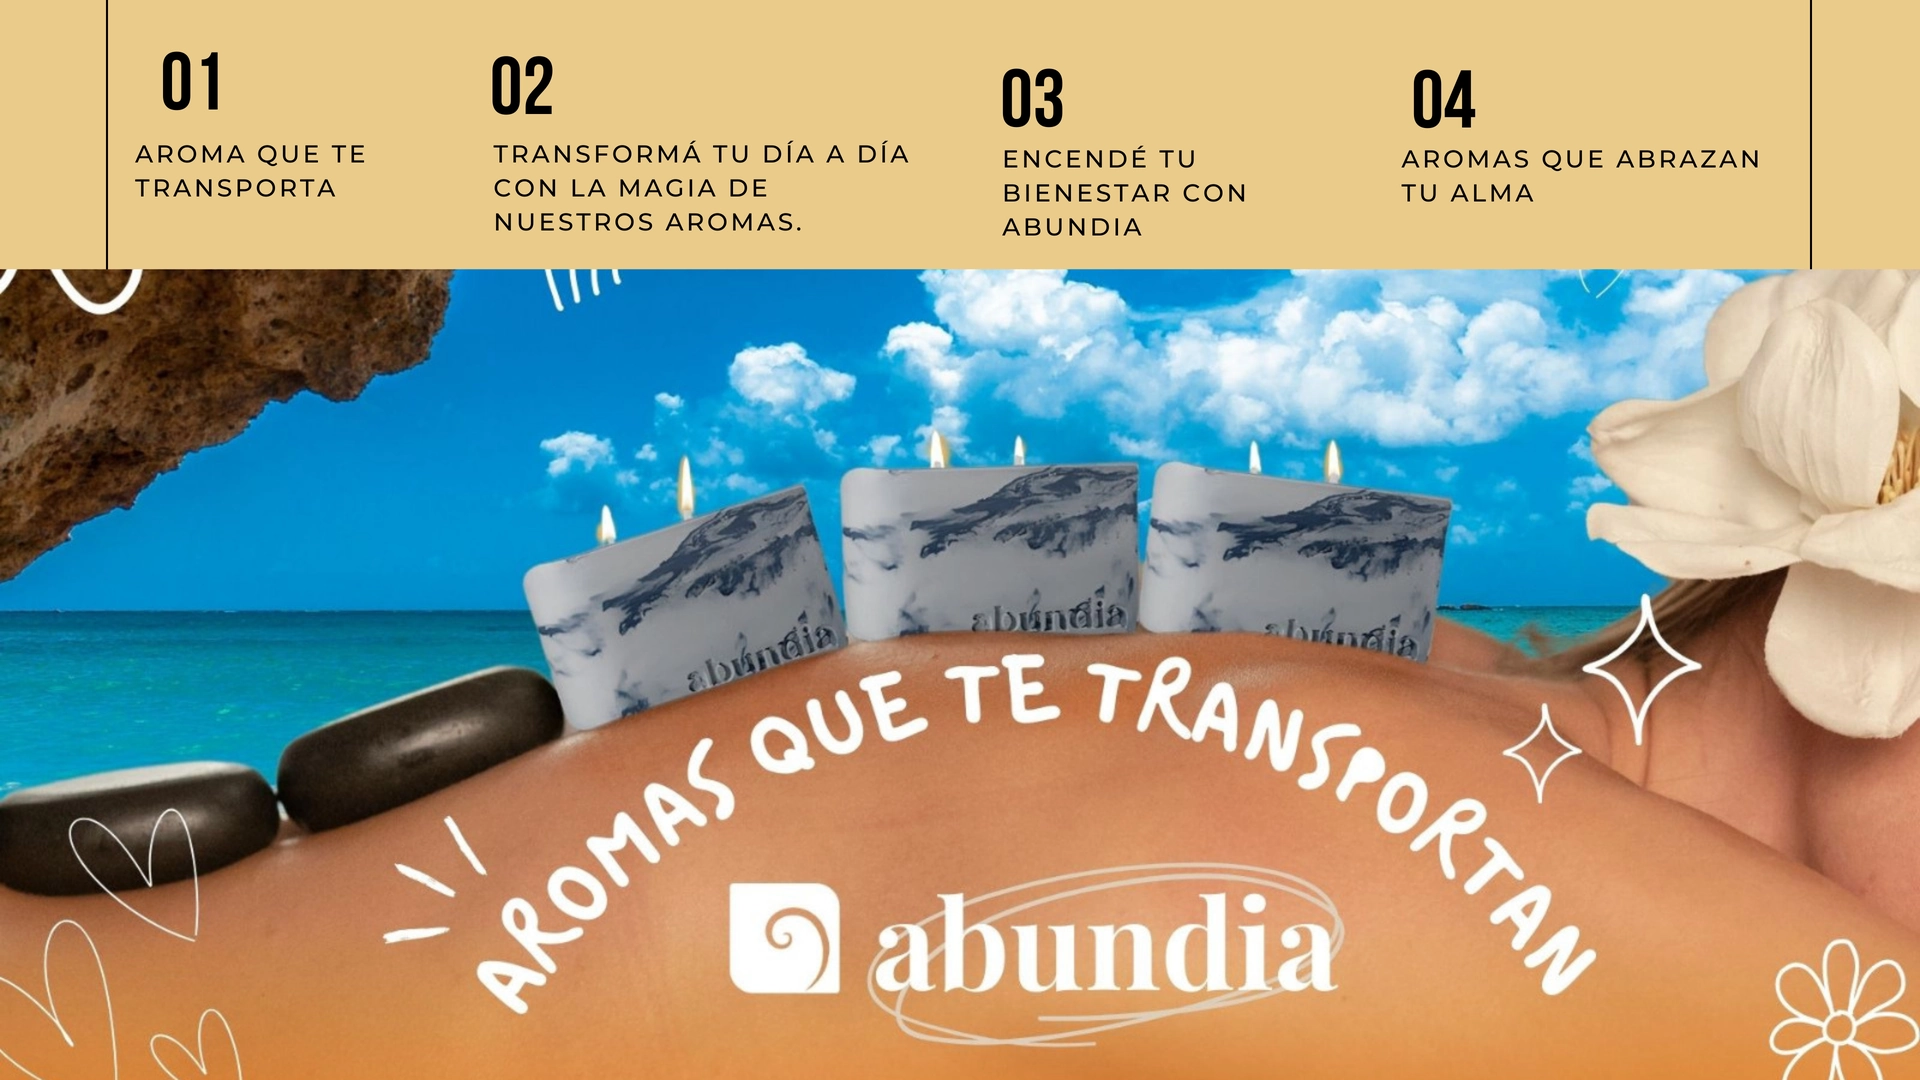 01
AROMA QUE TE
TRANSPORTA
02
TRANSFORMÁ TU DÍA A DÍA
CON LA MAGIA DE
NUESTROS AROMAS.
03
ENCENDÉ TU
BIENESTAR CON
ABUNDIA
04
AROMAS QUE ABRAZAN
TU ALMA
abundia
abundia
abundia
AROMAS QUE TE TRANSPORTAN
abundia